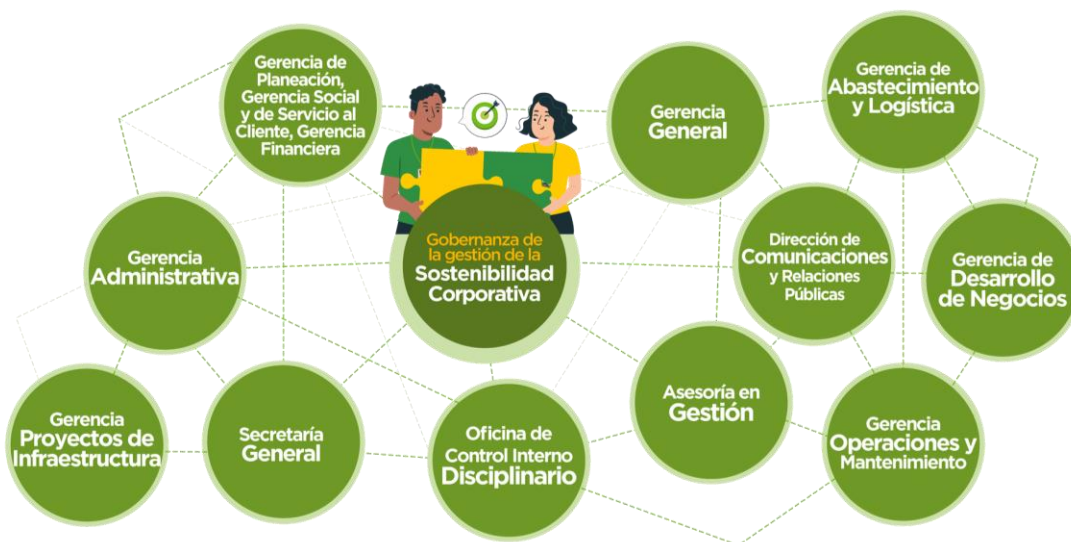 Gerencia de
Planeación,
Gerencia Social
y de Servicio al
Cliente, Gerencia
Financiera
Gerencia
General
Gerencia de
Abastecimiento
y Logística
Gerencia
Administrativa
Gobernanza de
la gestión de la
Sostenibilidad
Corporativa
Dirección de
Comunicaciones
y Relaciones
Públicas
Gerencia de
Desarrollo
de Negocios
Gerencia
Proyectos de
Infraestructura
Secretaría
General
Oficina de
Control Interno
Disciplinario
Asesoría en
Gestión
Gerencia
Operaciones y
Mantenimiento